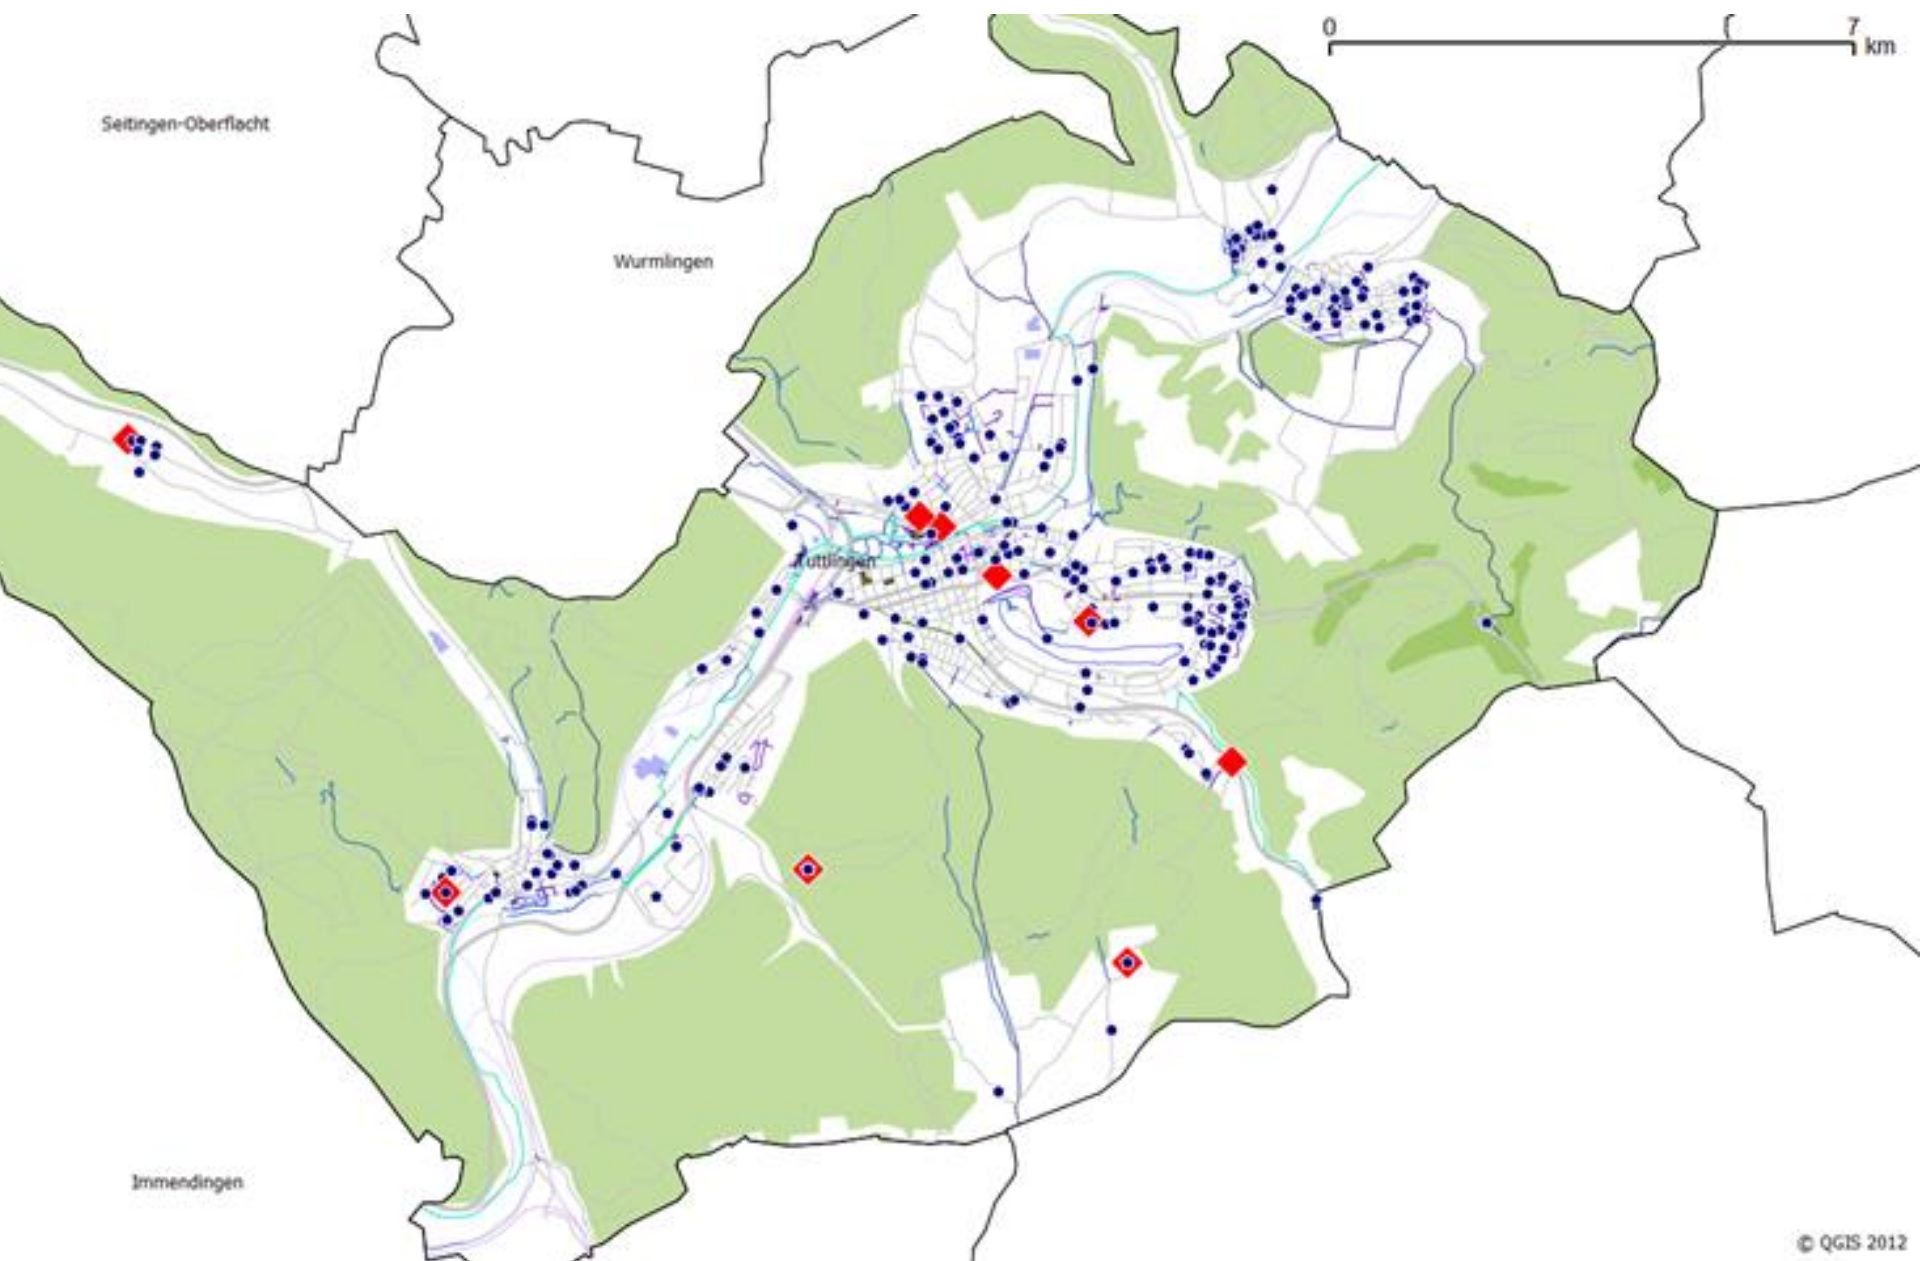 0 7
km
Seitingen-Oberflacht
Wurmlingen
Tuttlingen
Immendingen
© QGIS 2012